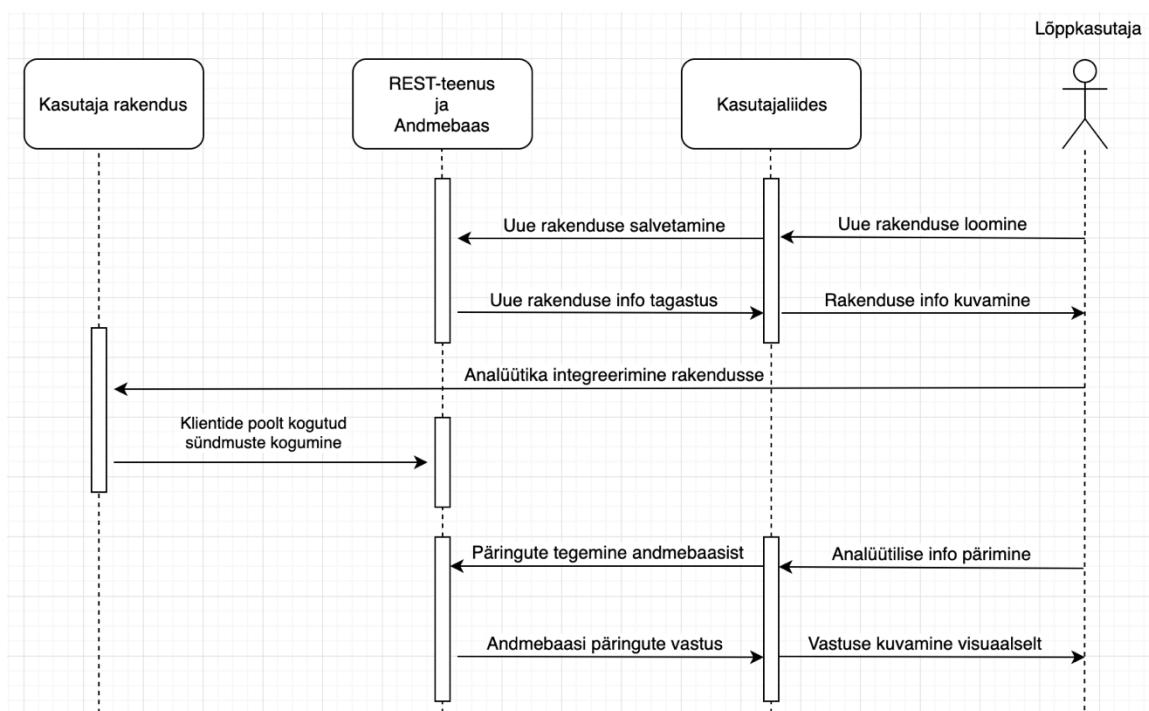 Lõppkasutaja
Kasutaja rakendus
REST-teenus
ja
Andmebaas
Kasutajaliides
Uue rakenduse salvetamine
Uue rakenduse loomine
Uue rakenduse info tagastus
Rakenduse info kuvamine
Analüütika integreerimine rakendusse
Klientide poolt kogutud
sündmuste kogumine
Päringute tegemine andmebaasist
Analüütilise info pärimine
Andmebaasi päringute vastus
Vastuse kuvamine visuaalselt